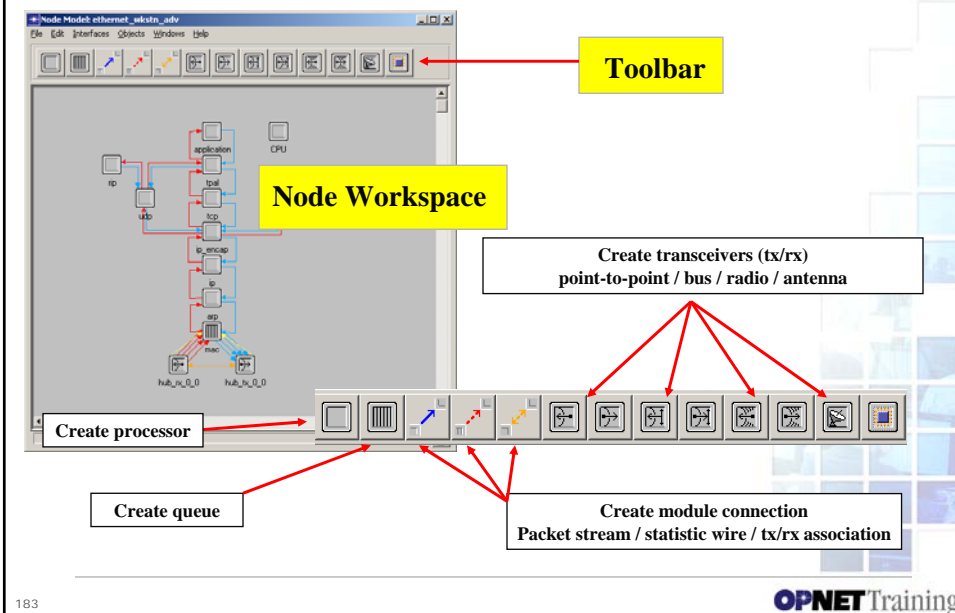 Node Model: ethernet_wkstn_adv
File Edit Interfaces Objects Windows Help
Toolbar
application
CPU
rip
tpal
udp
tcp
Node Workspace
ip_encap
ip
arp
mac
hub_rx_0_0
hub_tx_0_0
Create transceivers (tx/rx)
point-to-point / bus / radio / antenna
Create processor
Create queue
Create module connection
Packet stream / statistic wire / tx/rx association
183
OPNET Training